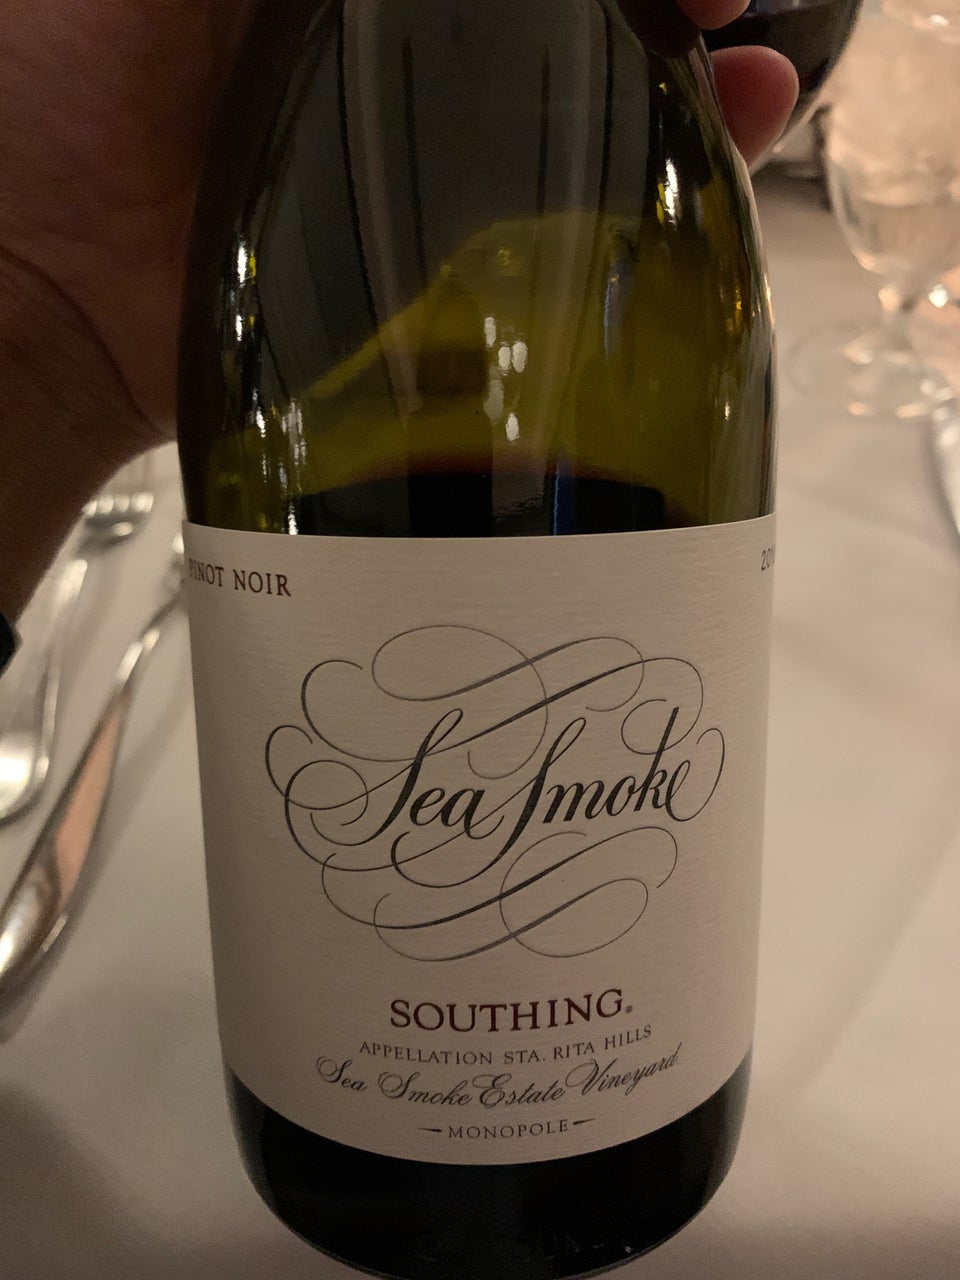 PINOT NOIR
Sea Smoke
SOUTHING®
APPELLATION STA. RITA HILLS
Sea Smoke Estate Vineyard
MONOPOLE